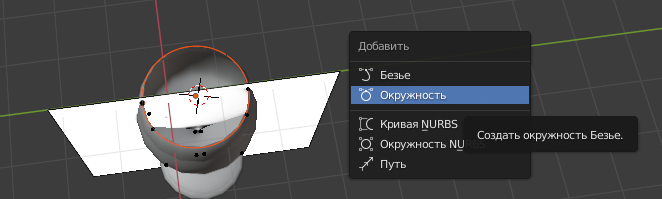 Добавить
Безье
Окружность
Кривая NURBS
Окружность NU
Путь
Создать окружность Безье.